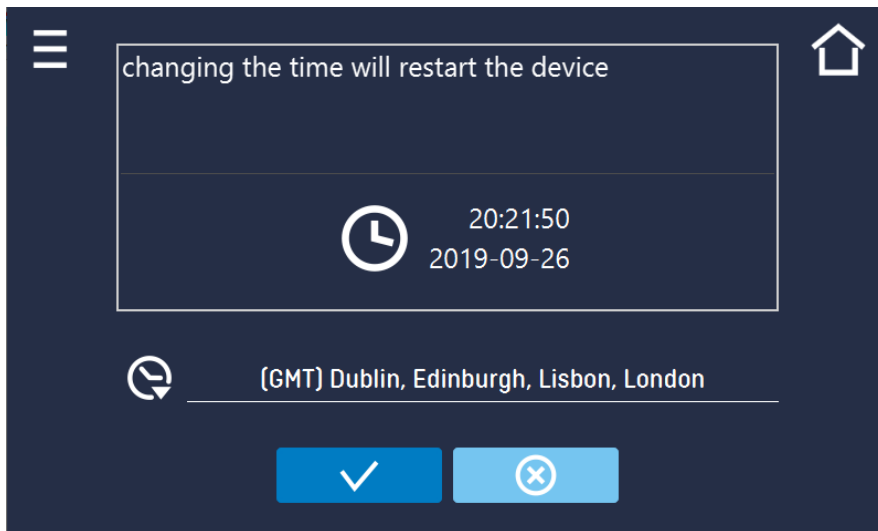 changing the time will restart the device
20:21:50
2019-09-26
(GMT) Dublin, Edinburgh, Lisbon, London